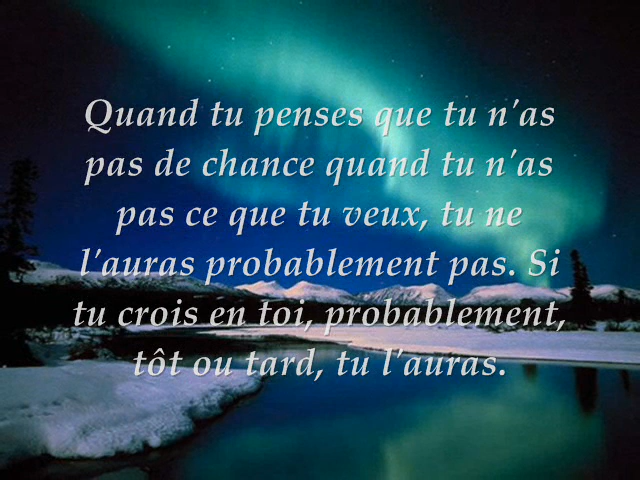 Quand tu penses que tu n'as
pas de chance quand tu n'as
pas ce que tu veux, tu ne
l'auras probablement pas. Si
tu crois en toi, probablement,
tôt ou tard, tu l'auras.